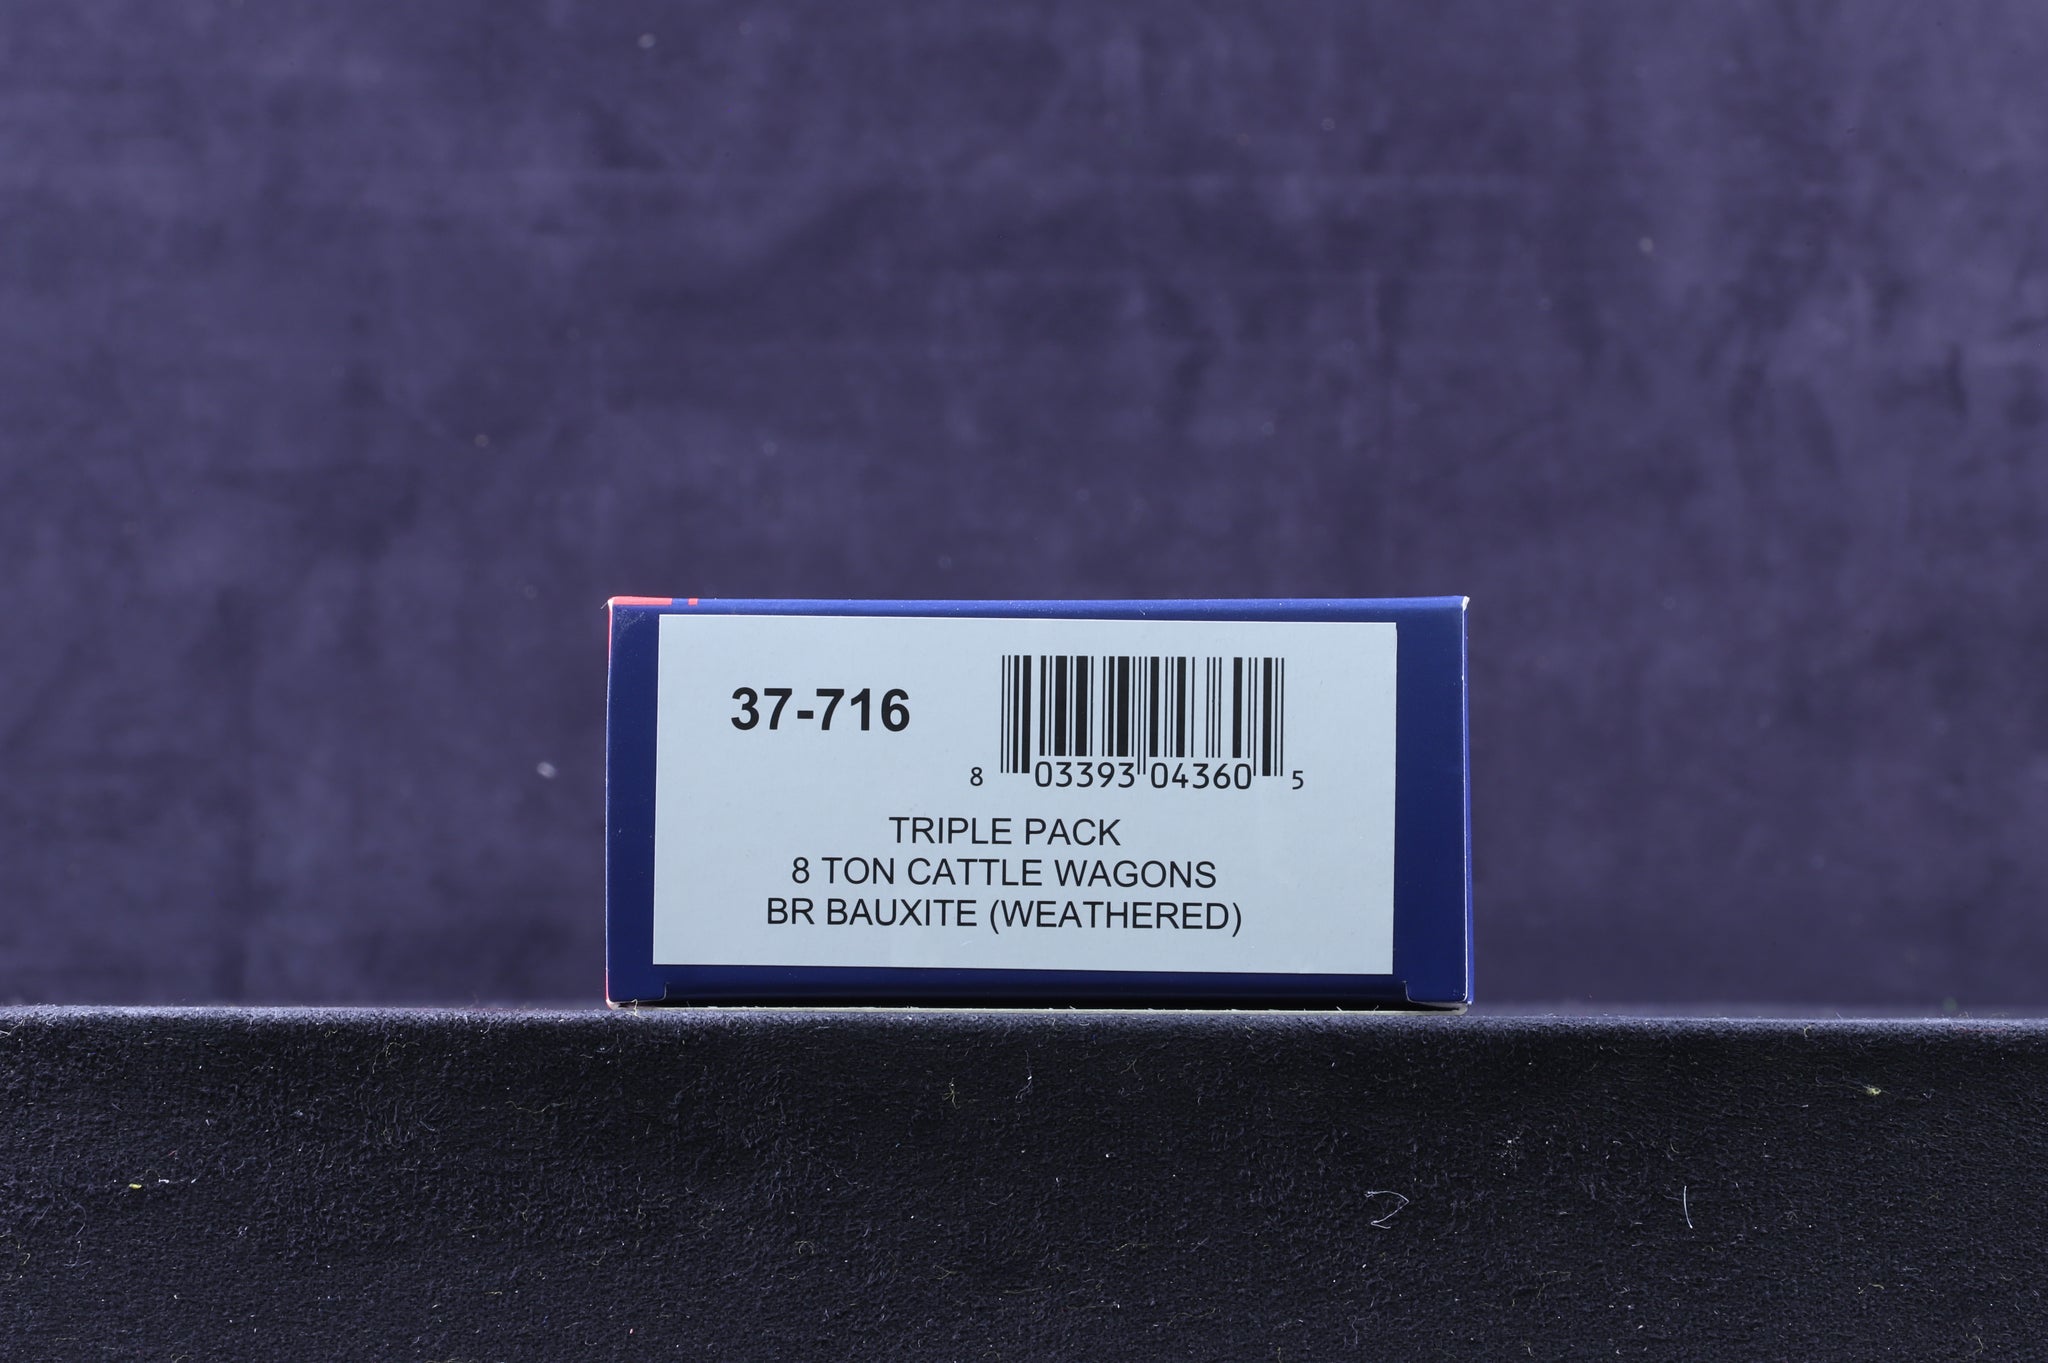 37-716
8 03393 04360 5
TRIPLE PACK
8 TON CATTLE WAGONS
BR BAUXITE (WEATHERED)